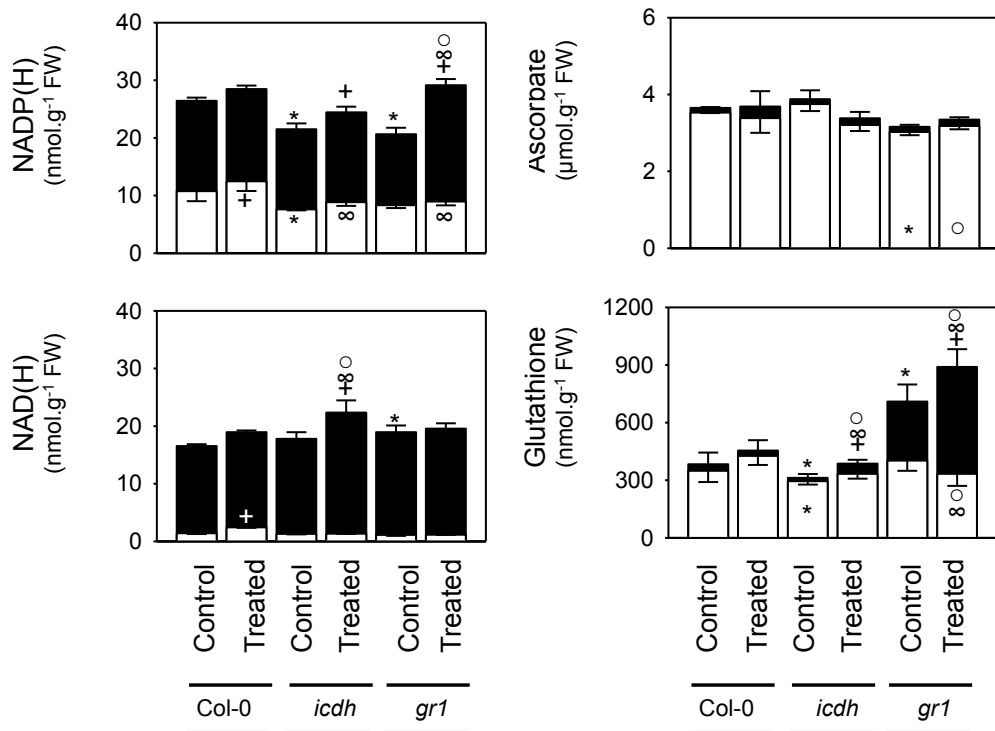 NADP(H)
(nmol.g⁻¹ FW)
40
30
20
10
0
+
*
*
+
∞
*
*
○
∞
+
∞
Ascorbate
(µmol.g⁻¹ FW)
6
4
2
0
*
○
NAD(H)
(nmol.g⁻¹ FW)
40
30
20
10
0
+
○
∞
+
*
Glutathione
(nmol.g⁻¹ FW)
1200
900
600
300
0
*
*
○
∞
+
*
○
∞
+
○
∞
Control
Treated
Control
Treated
Control
Treated
Col-0
icdh
gr1
Control
Treated
Control
Treated
Control
Treated
Col-0
icdh
gr1